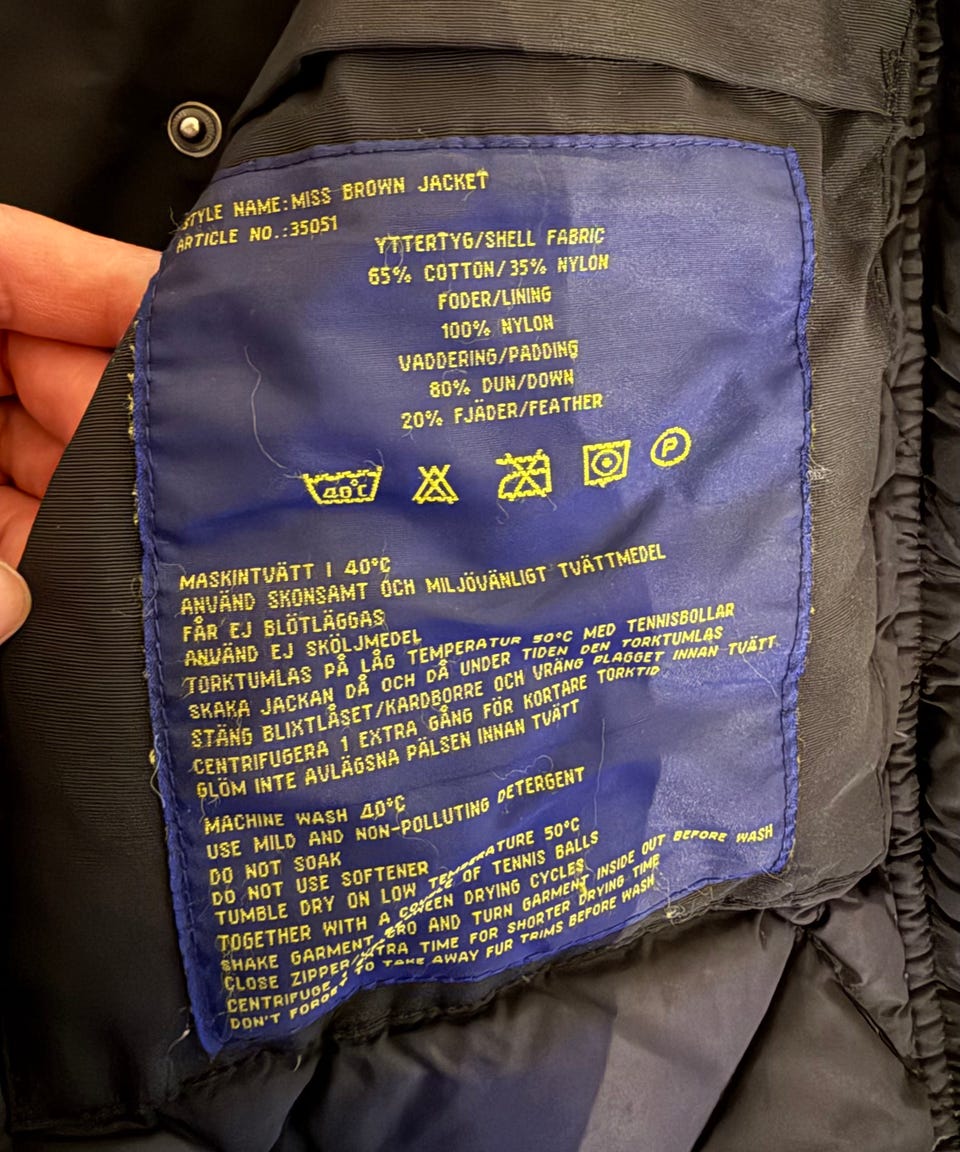 STYLE NAME:MISS BROWN JACKET
ARTICLE NO.:35051
YTTERTYG/SHELL FABRIC
65% COTTON/35% NYLON
FODER/LINING
100% NYLON
VADDERING/PADDING
80% DUN/DOWN
20% FJÄDER/FEATHER
40°C
P
MASKINTVÄTT I 40°C
ANVÄND SKONSAMT OCH MILJÖVÄNLIGT TVÄTTMEDEL
FÅR EJ BLÖTLÄGGAS
ANVÄND EJ SKÖLJMEDEL
TORKTUMLAS PÅ LÅG TEMPERATUR 50°C MED TENNISBOLLAR
SKAKA JACKAN DÅ OCH DÅ UNDER TIDEN DEN TORKTUMLAS
STÄNG BLIXTLÅSET/KARDBORRE OCH VRÄNG PLAGGET INNAN TVÄTT
CENTRIFUGERA 1 EXTRA GÅNG FÖR KORTARE TORKTID
GLÖM INTE AVLÄGSNA PÄLSEN INNAN TVÄTT
MACHINE WASH 40°C
USE MILD AND NON-POLLUTING DETERGENT
DO NOT SOAK
DO NOT USE SOFTENER
TUMBLE DRY ON LOW TEMPERATURE 50°C
TOGETHER WITH A OF TENNIS BALLS
SHAKE GARMENT DRYING CYCLES
CLOSE ZIPPER/ AND TURN GARMENT INSIDE OUT BEFORE WASH
CENTRIFUGE TIME FOR SHORTER DRYING TIME
DON'T FORGET TO TAKE AWAY FUR TRIMS BEFORE WASH